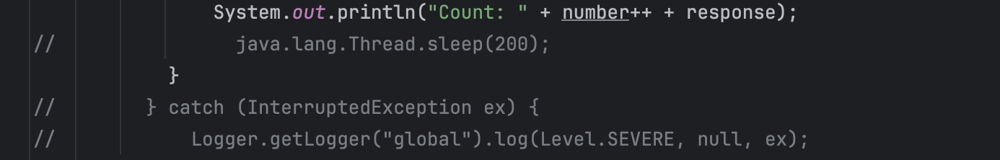 System.out.println("Count: " + number++ + response);
//                java.lang.Thread.sleep(200);
}
//        } catch (InterruptedException ex) {
//            Logger.getLogger("global").log(Level.SEVERE, null, ex);